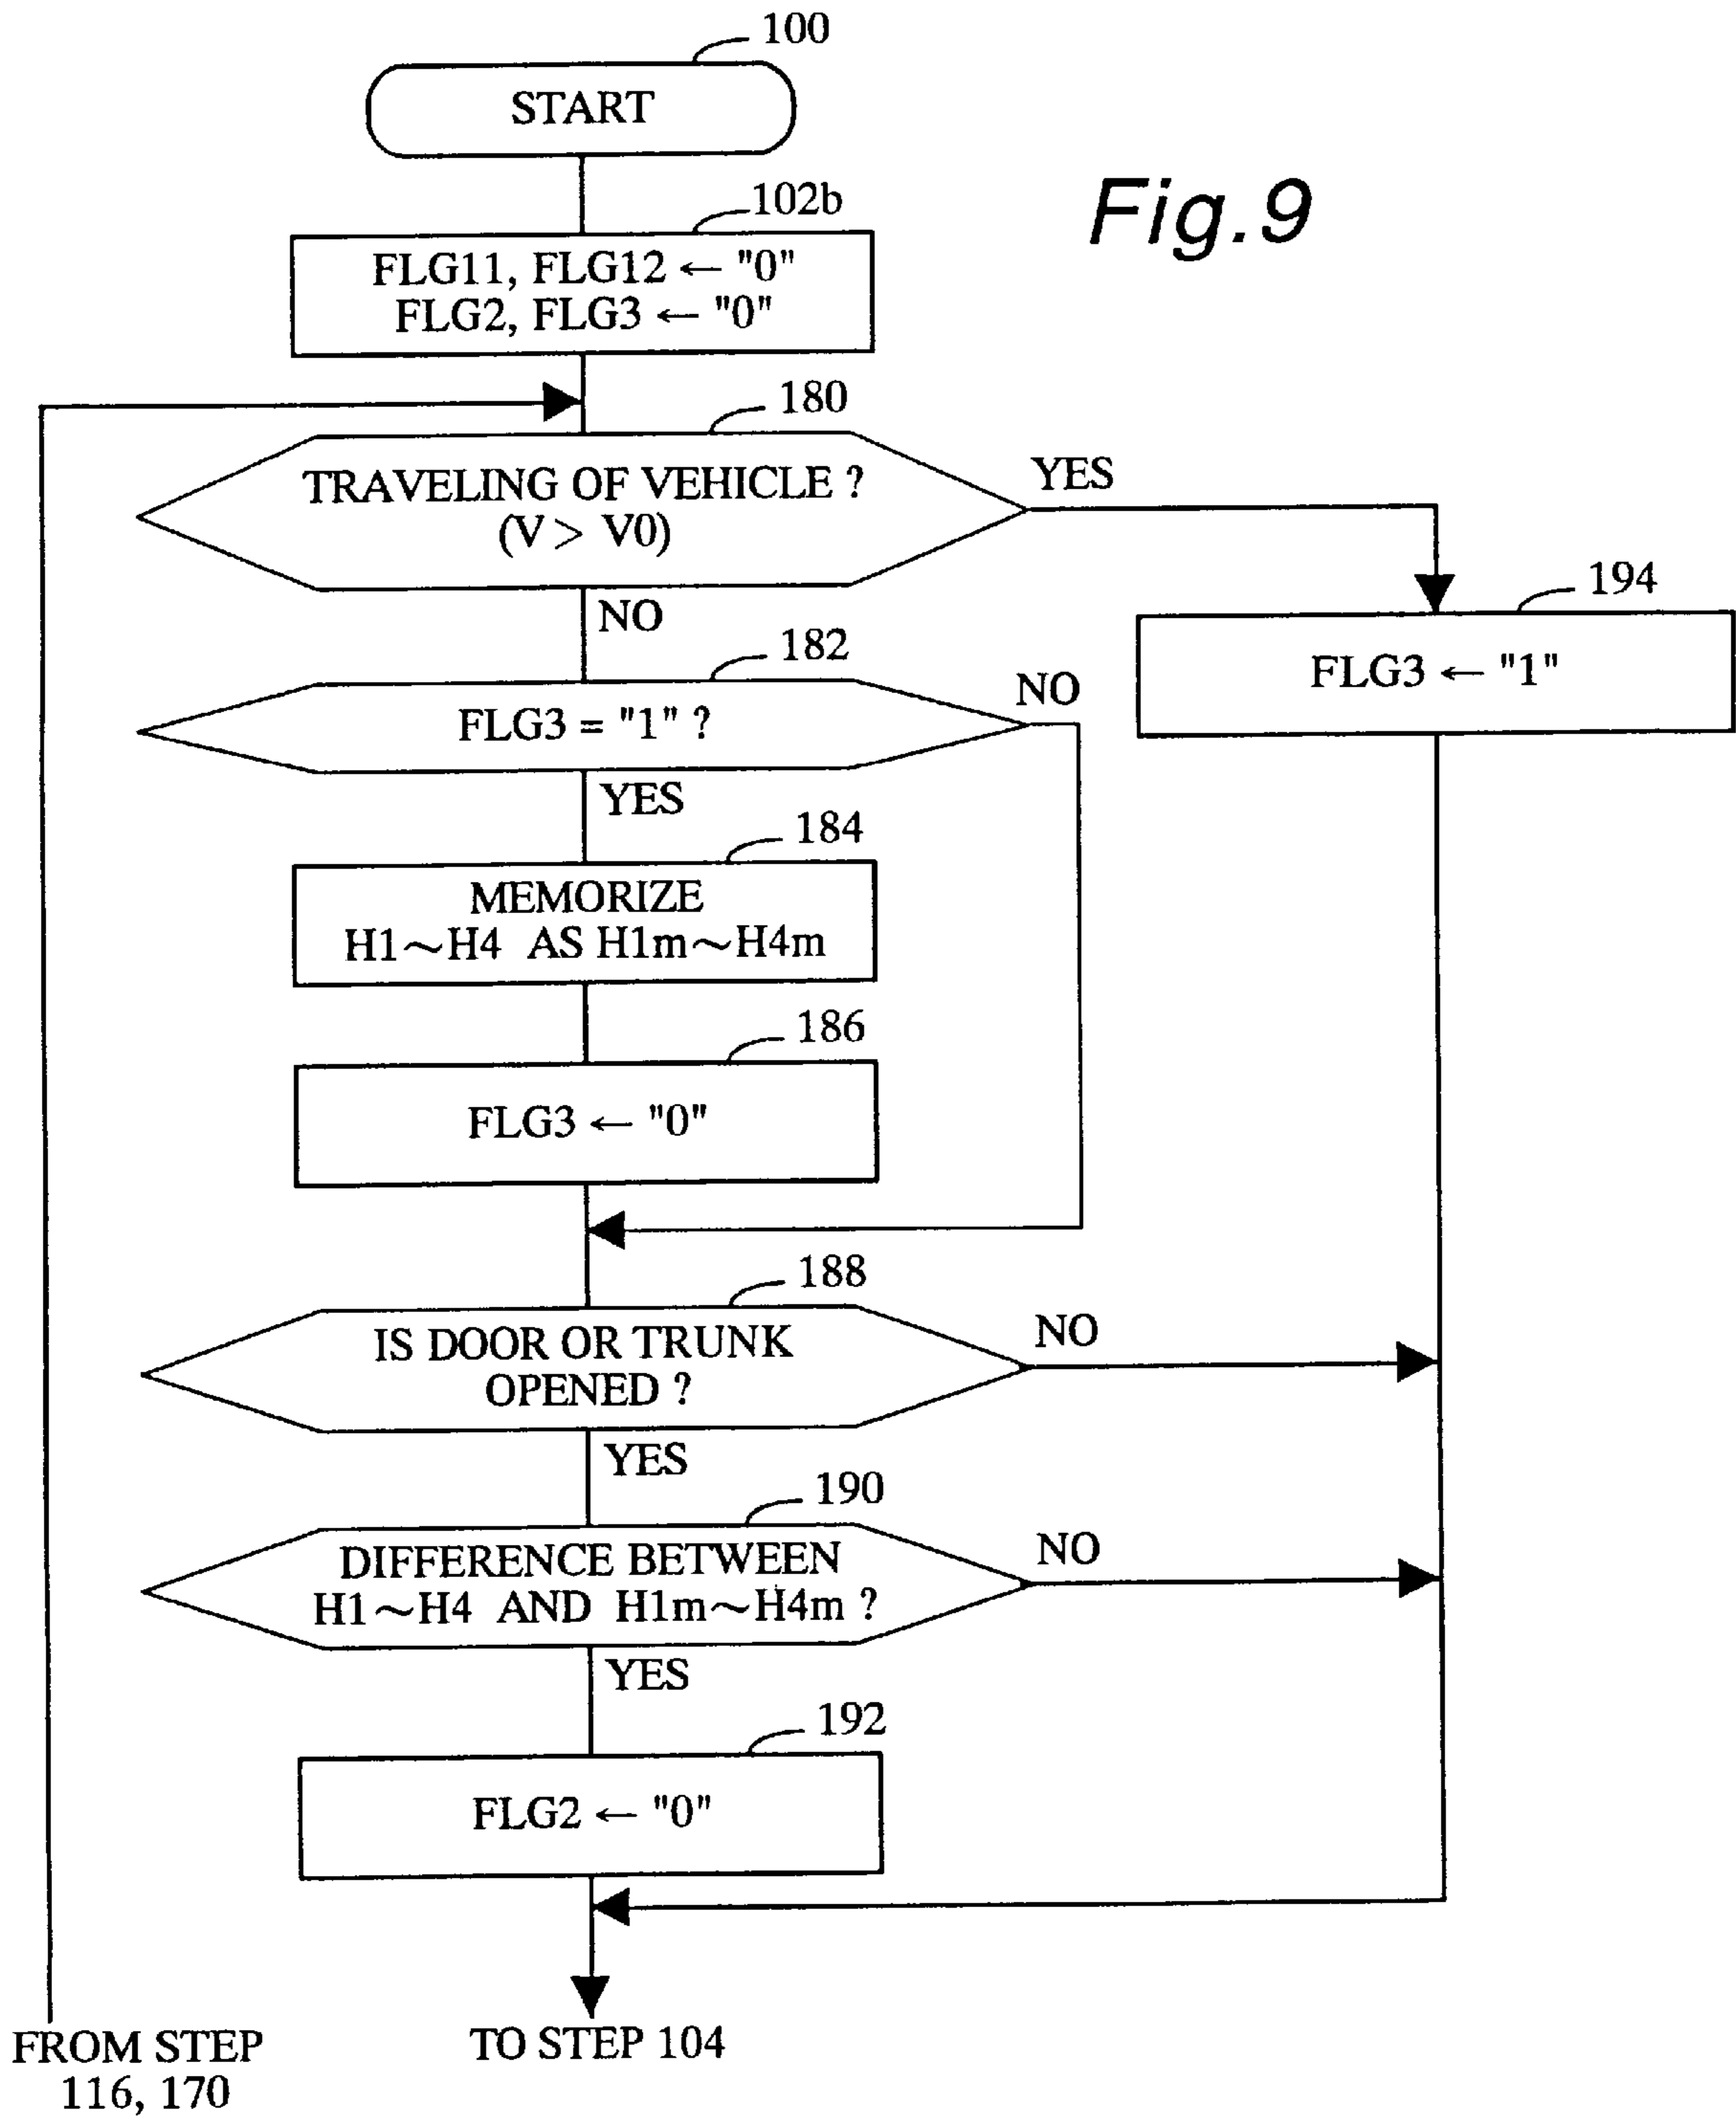 100
START
Fig.9
102b
FLG11, FLG12 ← "0"
FLG2, FLG3 ← "0"
180
TRAVELING OF VEHICLE ?
(V > V0)
YES
NO
194
FLG3 ← "1"
182
FLG3 = "1" ?
NO
YES
184
MEMORIZE
H1~H4 AS H1m~H4m
186
FLG3 ← "0"
188
IS DOOR OR TRUNK
OPENED ?
NO
YES
190
DIFFERENCE BETWEEN
H1~H4 AND H1m~H4m ?
NO
YES
192
FLG2 ← "0"
FROM STEP
116, 170
TO STEP 104